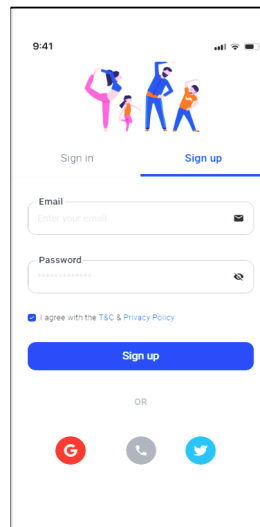 9:41
Sign in
Sign up
Email
Enter your email
Password
************
I agree with the T&C & Privacy Policy
Sign up
OR
G